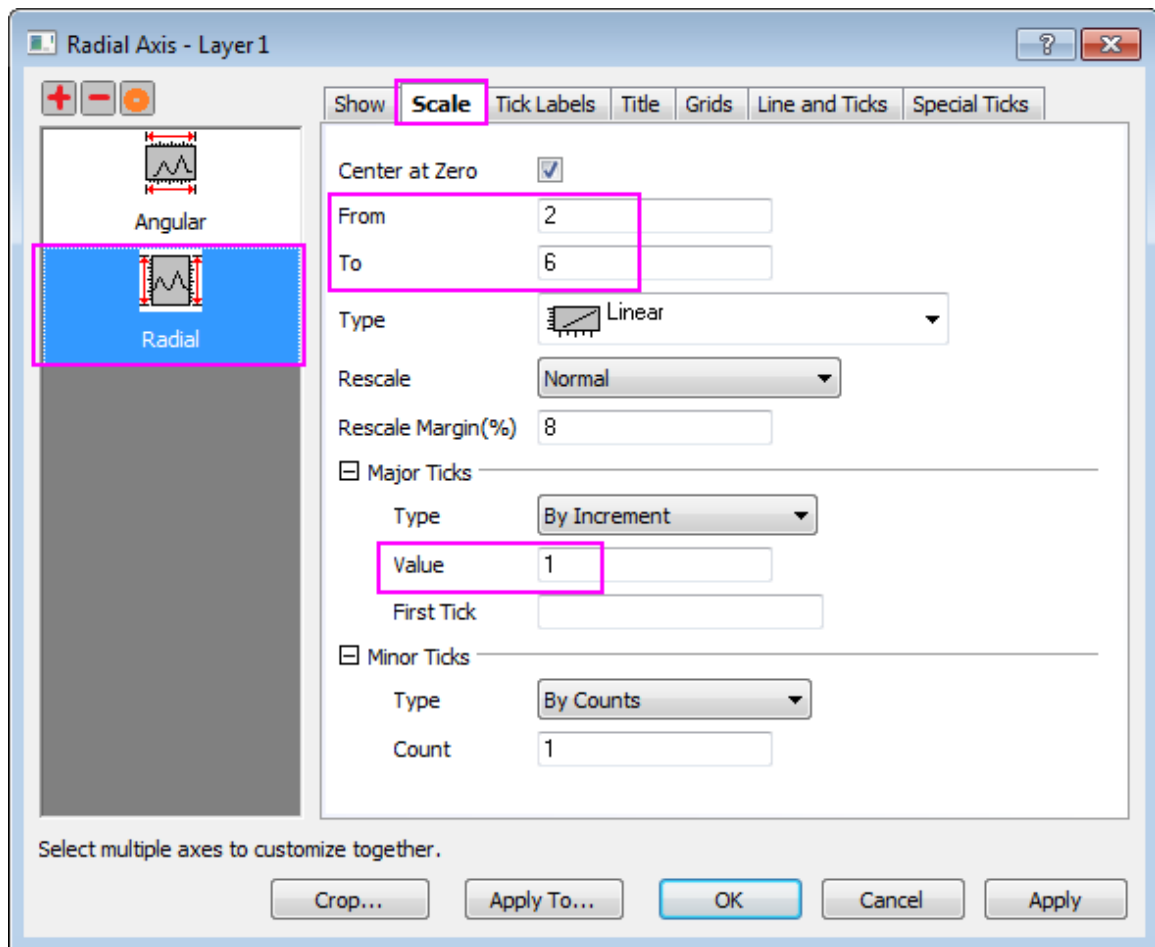 Radial Axis - Layer 1
Show Scale Tick Labels Title Grids Line and Ticks Special Ticks
Angular
Radial
Center at Zero
From 2
To 6
Type Linear
Rescale Normal
Rescale Margin(%) 8
Major Ticks
Type By Increment
Value 1
First Tick
Minor Ticks
Type By Counts
Count 1
Select multiple axes to customize together.
Crop... Apply To... OK Cancel Apply